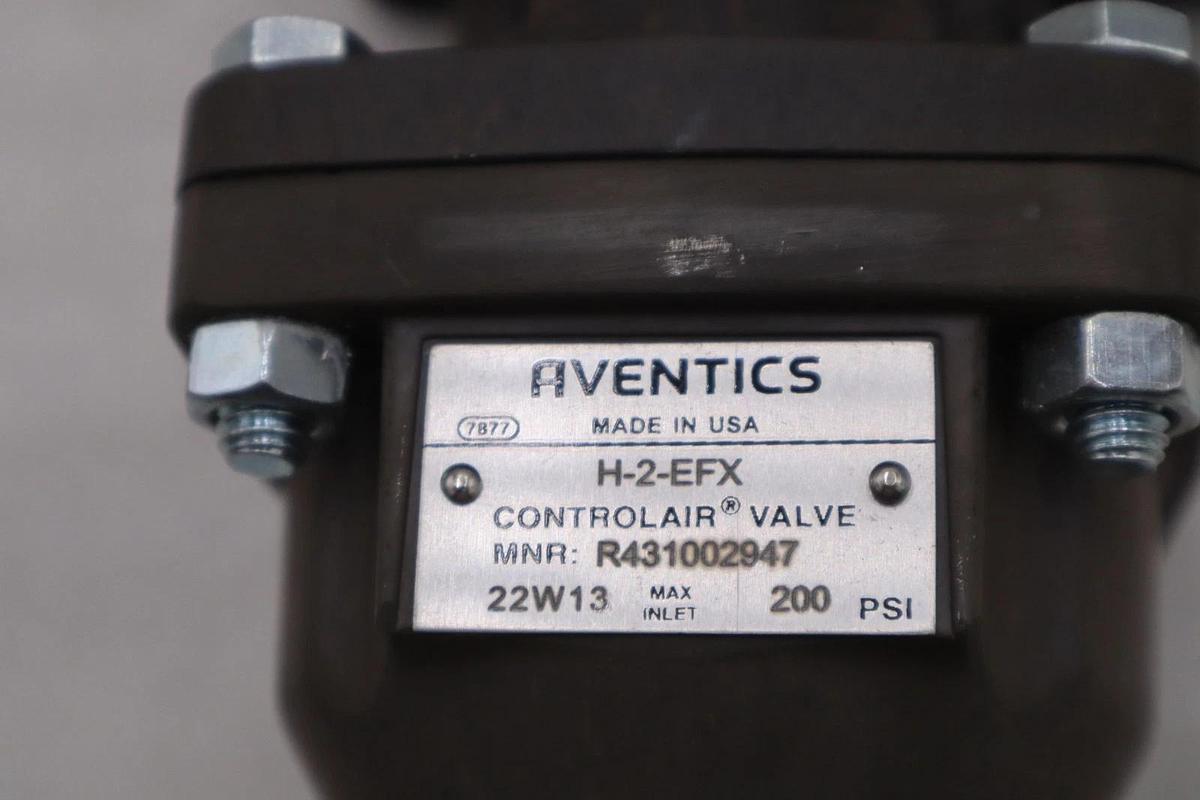 AVENTICS
7877 MADE IN USA
H-2-EFX
CONTROLAIR® VALVE
MNR: R431002947
22W13 MAX INLET 200 PSI